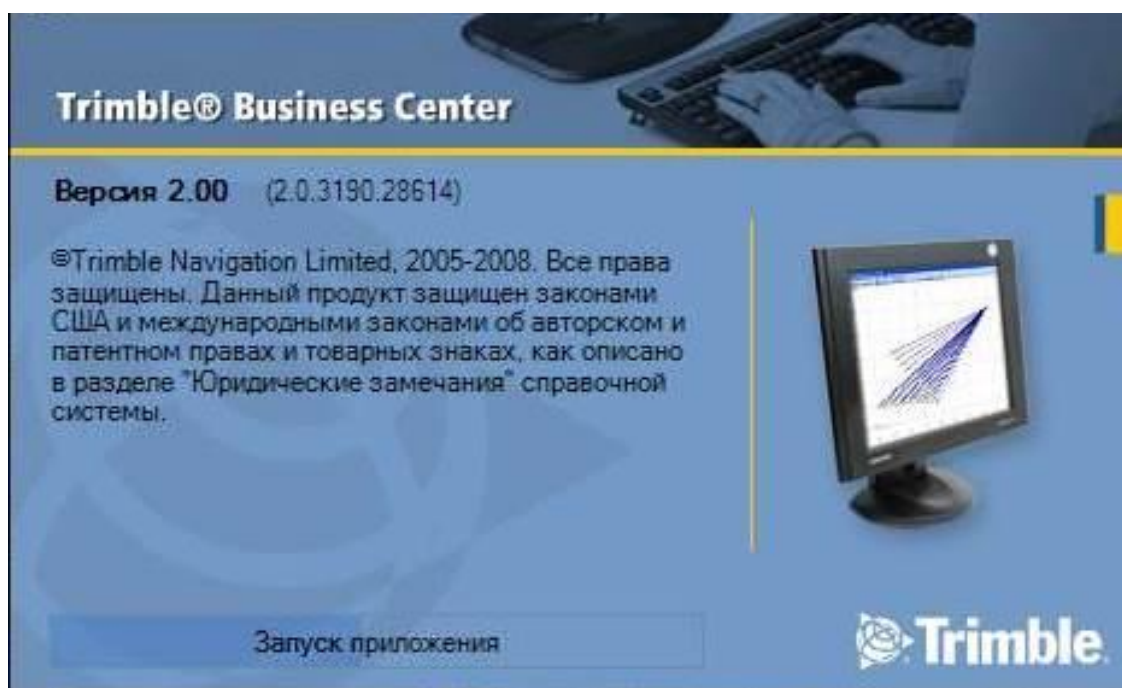 Trimble® Business Center
Версия 2.00 (2.0.3190.28614)
©Trimble Navigation Limited, 2005-2008. Все права
защищены. Данный продукт защищен законами
США и международными законами об авторском и
патентном правах и товарных знаках, как описано
в разделе "Юридические замечания" справочной
системы.
Запуск приложения
Trimble.